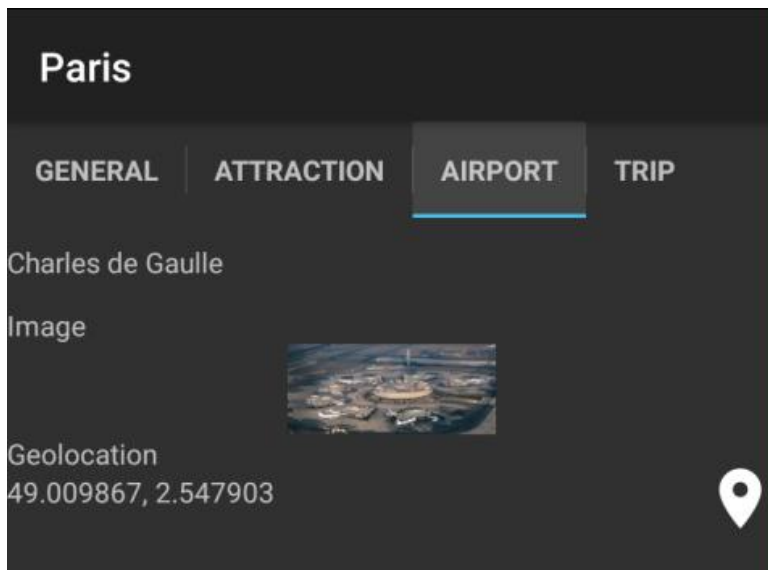 Paris
GENERAL ATTRACTION AIRPORT TRIP
Charles de Gaulle
Image
Geolocation
49.009867, 2.547903